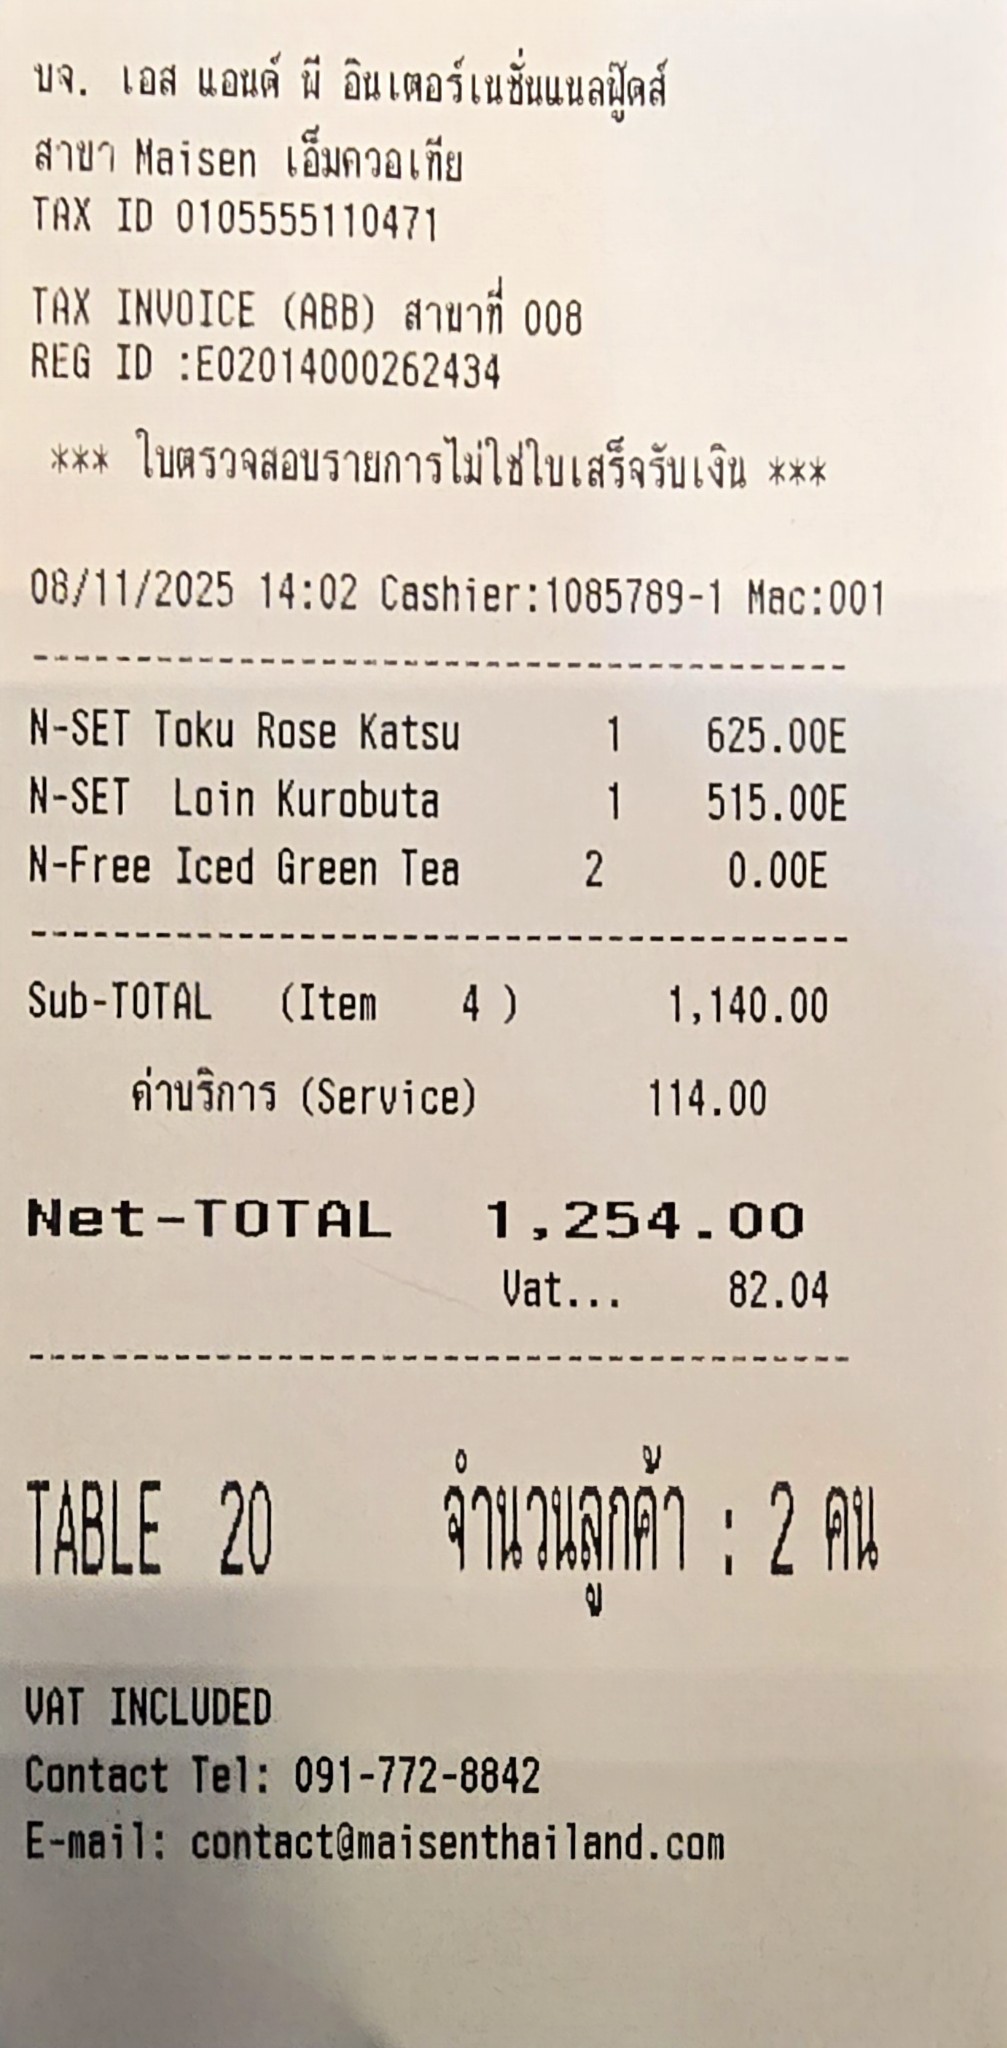 บจ. เอส แอนด์ พี อินเตอร์เนชั่นแนลฟู๊ดส์
สาขา Maisen เอ็มควอเทีย
TAX ID 0105555110471
TAX INVOICE (ABB) สาขาที่ 008
REG ID :E02014000262434
*** ใบตรวจสอบรายการไม่ใช่ใบเสร็จรับเงิน ***
08/11/2025 14:02 Cashier:1085789-1 Mac:001
----------------------------------------
N-SET Toku Rose Katsu 1 625.00E
N-SET Loin Kurobuta 1 515.00E
N-Free Iced Green Tea 2 0.00E
----------------------------------------
Sub-TOTAL (Item 4 ) 1,140.00
ค่าบริการ (Service) 114.00
Net-TOTAL 1,254.00
Vat... 82.04
----------------------------------------
TABLE 20 จำนวนลูกค้า : 2 คน
VAT INCLUDED
Contact Tel: 091-772-8842
E-mail: contact@maisenthailand.com